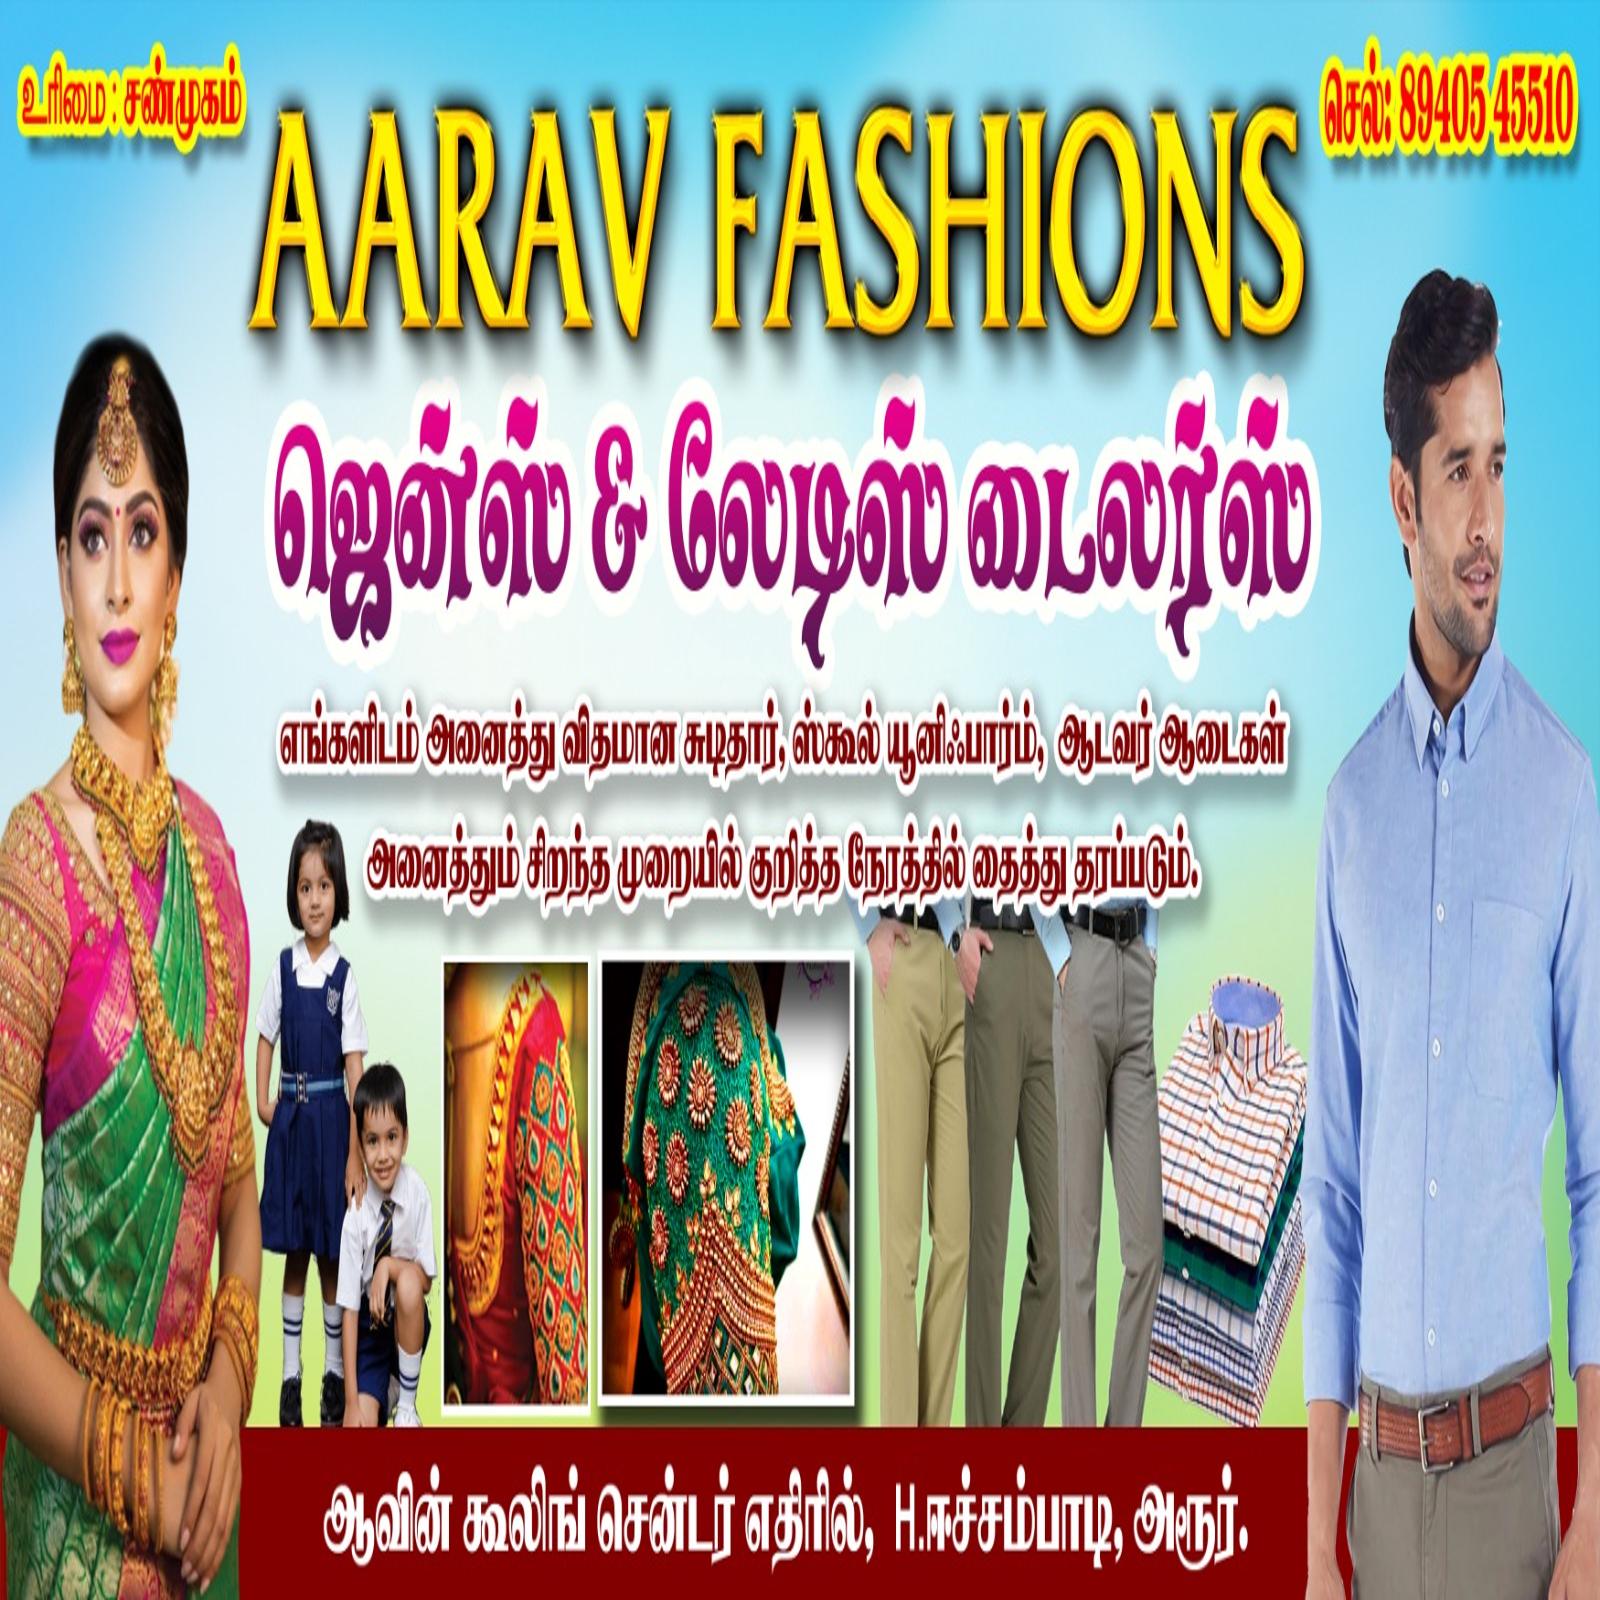 உரிமை : சண்முகம்
செல்: 89405 45510
AARAV FASHIONS
ஜென்ஸ் & லேடிஸ் டைலர்ஸ்
எங்களிடம் அனைத்து விதமான சுடிதார், ஸ்கூல் யூனிஃபார்ம், ஆடவர் ஆடைகள்
அனைத்தும் சிறந்த முறையில் குறித்த நேரத்தில் தைத்து தரப்படும்.
ஆவின் கூலிங் சென்டர் எதிரில், H.ஈச்சம்பாடி, அரூர்.